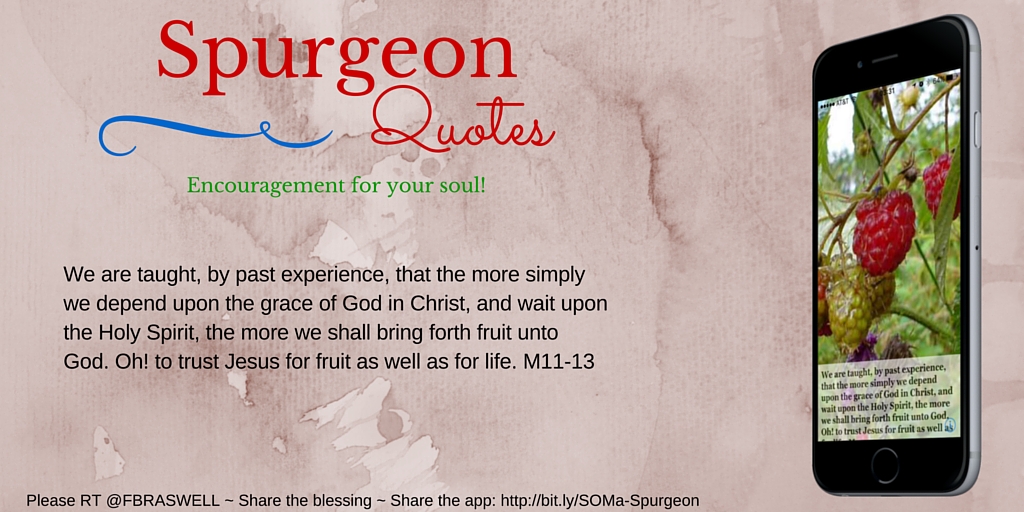 Spurgeon
Quotes
Encouragement for your soul!
We are taught, by past experience, that the more simply
we depend upon the grace of God in Christ, and wait upon
the Holy Spirit, the more we shall bring forth fruit unto
God. Oh! to trust Jesus for fruit as well as for life. M11-13
Please RT @FBRASWELL ~ Share the blessing ~ Share the app: http://bit.ly/SOMa-Spurgeon
AT&T
We are taught, by past experience,
that the more simply we depend
upon the grace of God in Christ, and
wait upon the Holy Spirit, the more
we shall bring forth fruit unto God.
Oh! to trust Jesus for fruit as well as